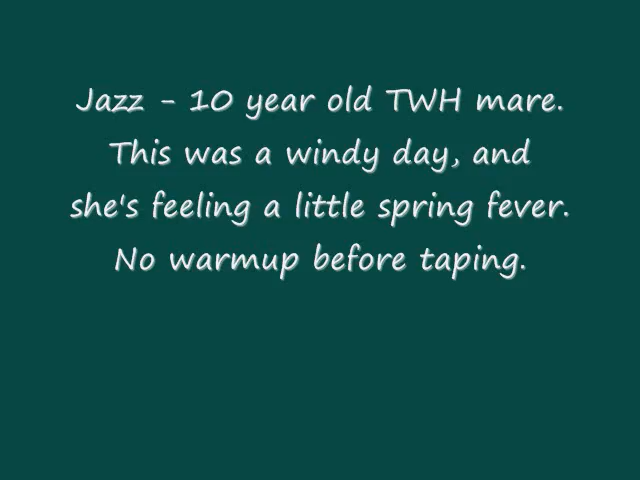 Jazz - 10 year old TWH mare.
This was a windy day, and
she's feeling a little spring fever.
No warmup before taping.